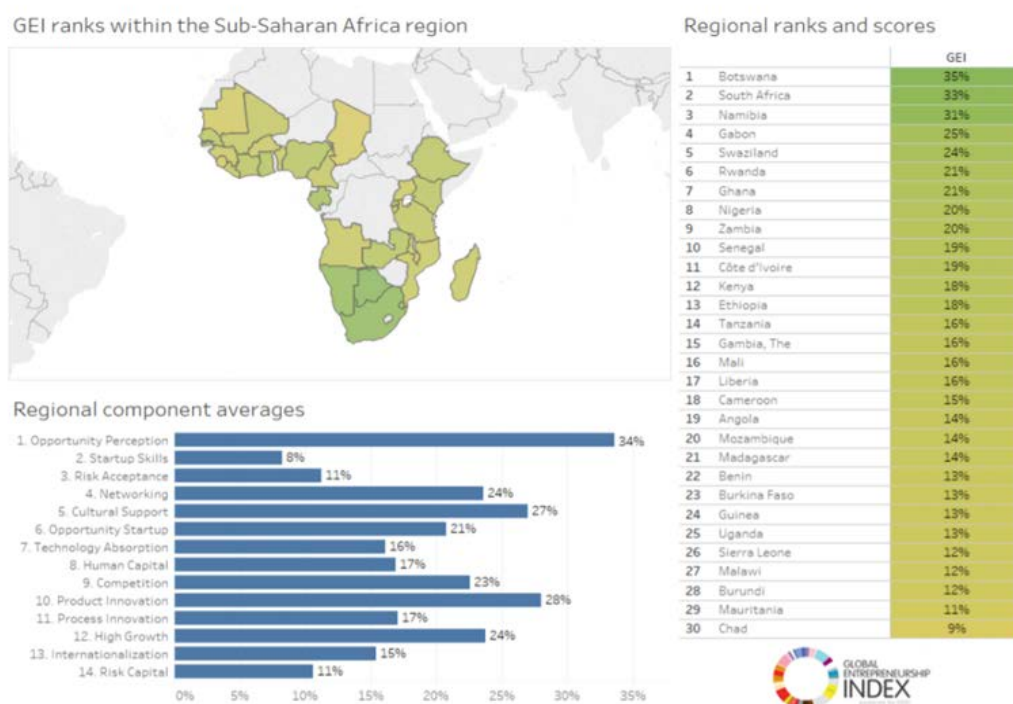 GEI ranks within the Sub-Saharan Africa region
Regional component averages
1. Opportunity Perception 34%
2. Startup Skills 8%
3. Risk Acceptance 11%
4. Networking 24%
5. Cultural Support 27%
6. Opportunity Startup 21%
7. Technology Absorption 16%
8. Human Capital 17%
9. Competition 23%
10. Product Innovation 28%
11. Process Innovation 17%
12. High Growth 24%
13. Internationalization 15%
14. Risk Capital 11%
0% 5% 10% 15% 20% 25% 30% 35%
Regional ranks and scores
GEI
1 Botswana 35%
2 South Africa 33%
3 Namibia 31%
4 Gabon 25%
5 Swaziland 24%
6 Rwanda 21%
7 Ghana 21%
8 Nigeria 20%
9 Zambia 20%
10 Senegal 19%
11 Côte d'Ivoire 19%
12 Kenya 18%
13 Ethiopia 18%
14 Tanzania 16%
15 Gambia, The 16%
16 Mali 16%
17 Liberia 16%
18 Cameroon 15%
19 Angola 14%
20 Mozambique 14%
21 Madagascar 14%
22 Benin 13%
23 Burkina Faso 13%
24 Guinea 13%
25 Uganda 13%
26 Sierra Leone 12%
27 Malawi 12%
28 Burundi 12%
29 Mauritania 11%
30 Chad 9%
GLOBAL
ENTREPRENEURSHIP
INDEX